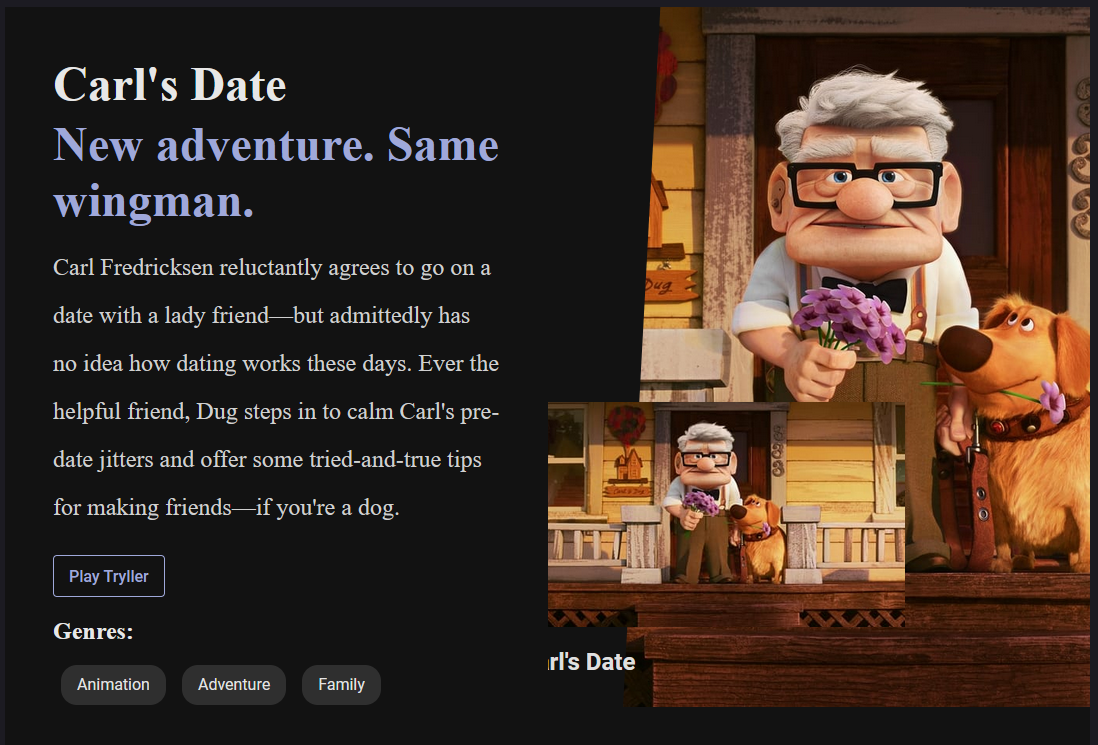 Carl's Date
New adventure. Same
wingman.
Carl Fredricksen reluctantly agrees to go on a
date with a lady friend—but admittedly has
no idea how dating works these days. Ever the
helpful friend, Dug steps in to calm Carl's pre-
date jitters and offer some tried-and-true tips
for making friends—if you're a dog.
Play Tryller
Genres:
Animation
Adventure
Family
Dug
rl's Date